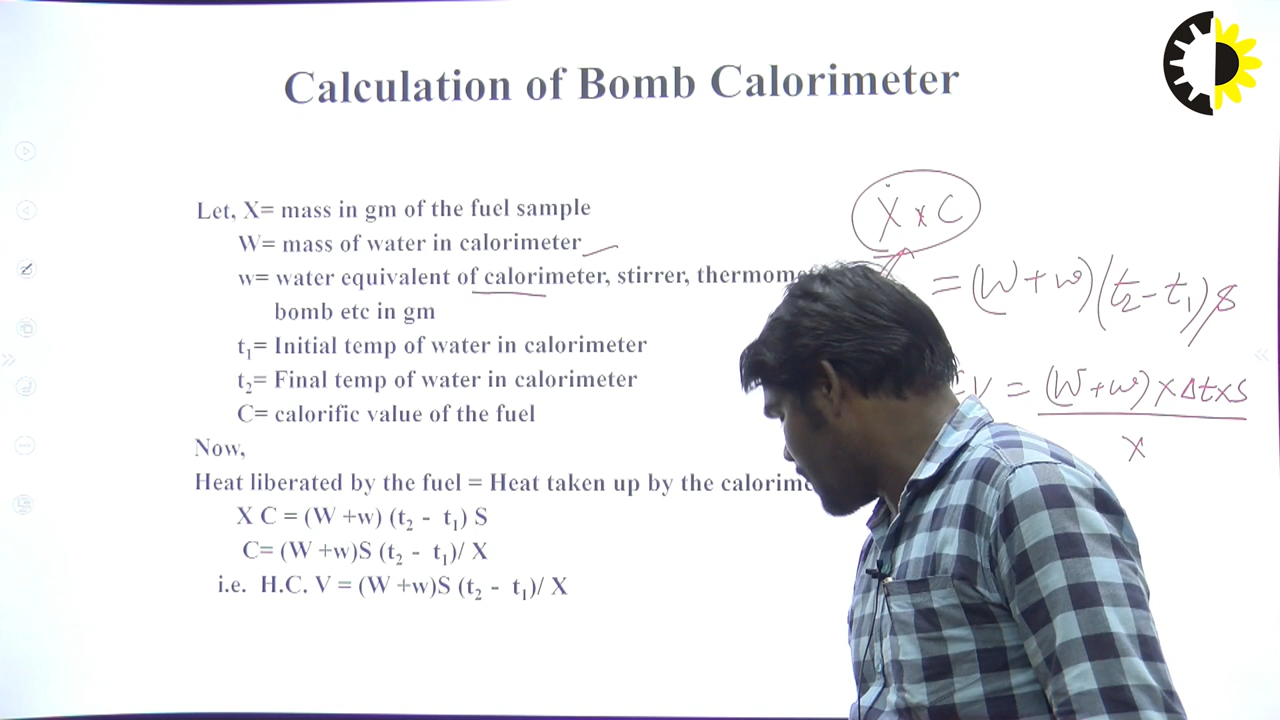 Calculation of Bomb Calorimeter
Let, X= mass in gm of the fuel sample
W= mass of water in calorimeter
w= water equivalent of calorimeter, stirrer,
bomb etc in gm
t₁= Initial temp of water in calorimeter
t₂= Final temp of water in calorimeter
C= calorific value of the fuel
Now,
Heat liberated by the fuel = Heat taken up by the
X C = (W +w) (t₂ - t₁) S
C= (W +w)S (t₂ - t₁)/ X
i.e. H.C. V = (W +w)S (t₂ - t₁)/ X
X x C
= (W+w)(t₂-t₁)S
V = (W+w) x Δt x S
X